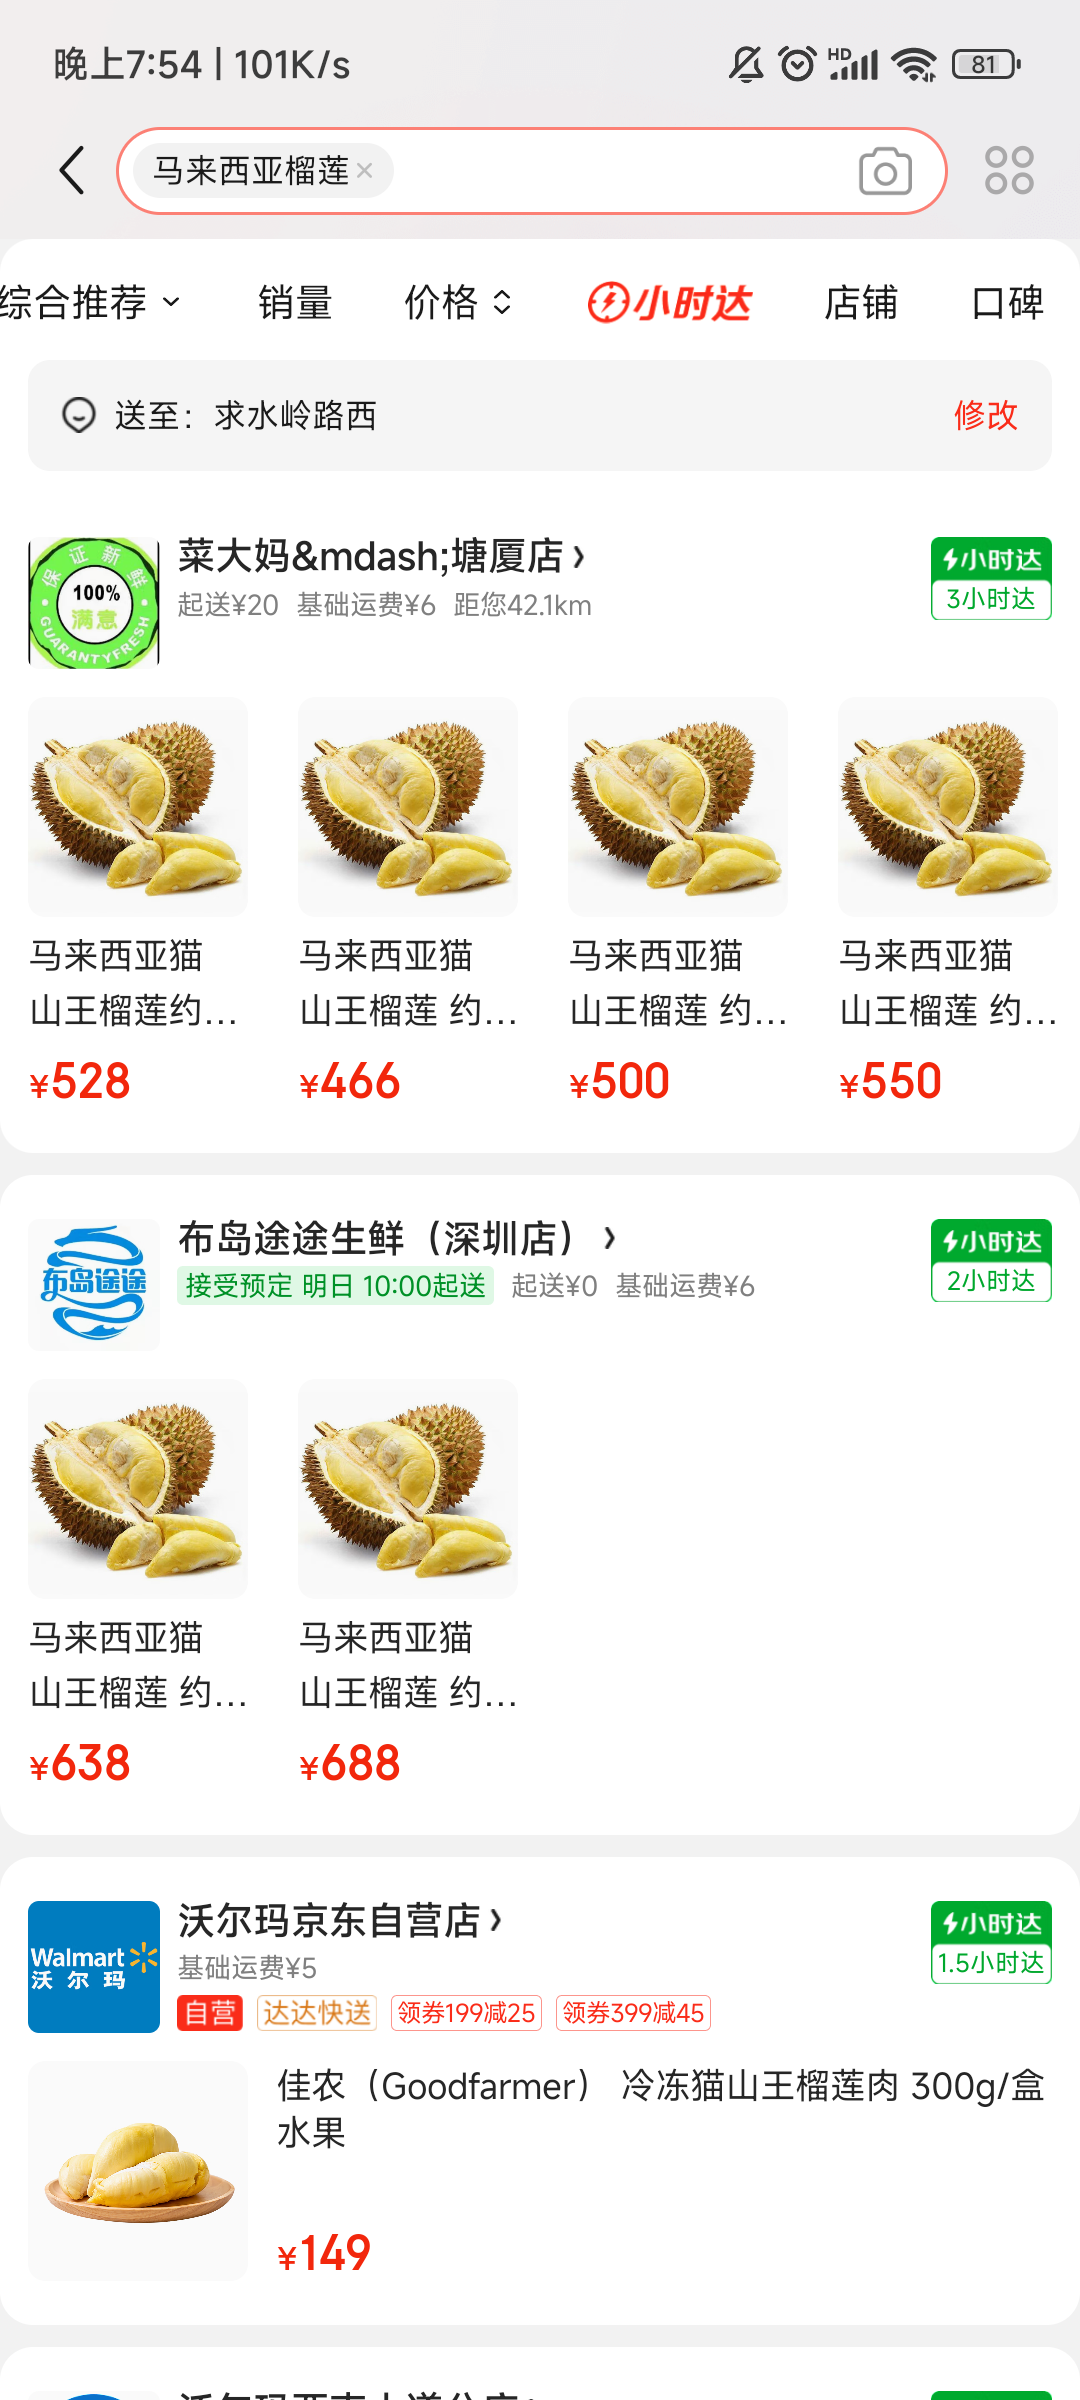 晚上7:54 | 101K/s
HD
81
马来西亚榴莲 ×
综合推荐
销量
价格
小时达
店铺
口碑
送至：求水岭路西
修改
保证新鲜
100%
满意
GUARANTYFRESH
菜大妈&mdash;塘厦店
起送¥20 基础运费¥6 距您42.1km
小时达
3小时达
马来西亚猫
山王榴莲约...
¥528
马来西亚猫
山王榴莲 约...
¥466
马来西亚猫
山王榴莲 约...
¥500
马来西亚猫
山王榴莲 约...
¥550
布岛途途
布岛途途生鲜（深圳店）
接受预定 明日 10:00起送 起送¥0 基础运费¥6
小时达
2小时达
马来西亚猫
山王榴莲 约...
¥638
马来西亚猫
山王榴莲 约...
¥688
Walmart
沃尔玛
沃尔玛京东自营店
基础运费¥5
自营 达达快送 领券199减25 领券399减45
小时达
1.5小时达
佳农（Goodfarmer） 冷冻猫山王榴莲肉 300g/盒
水果
¥149